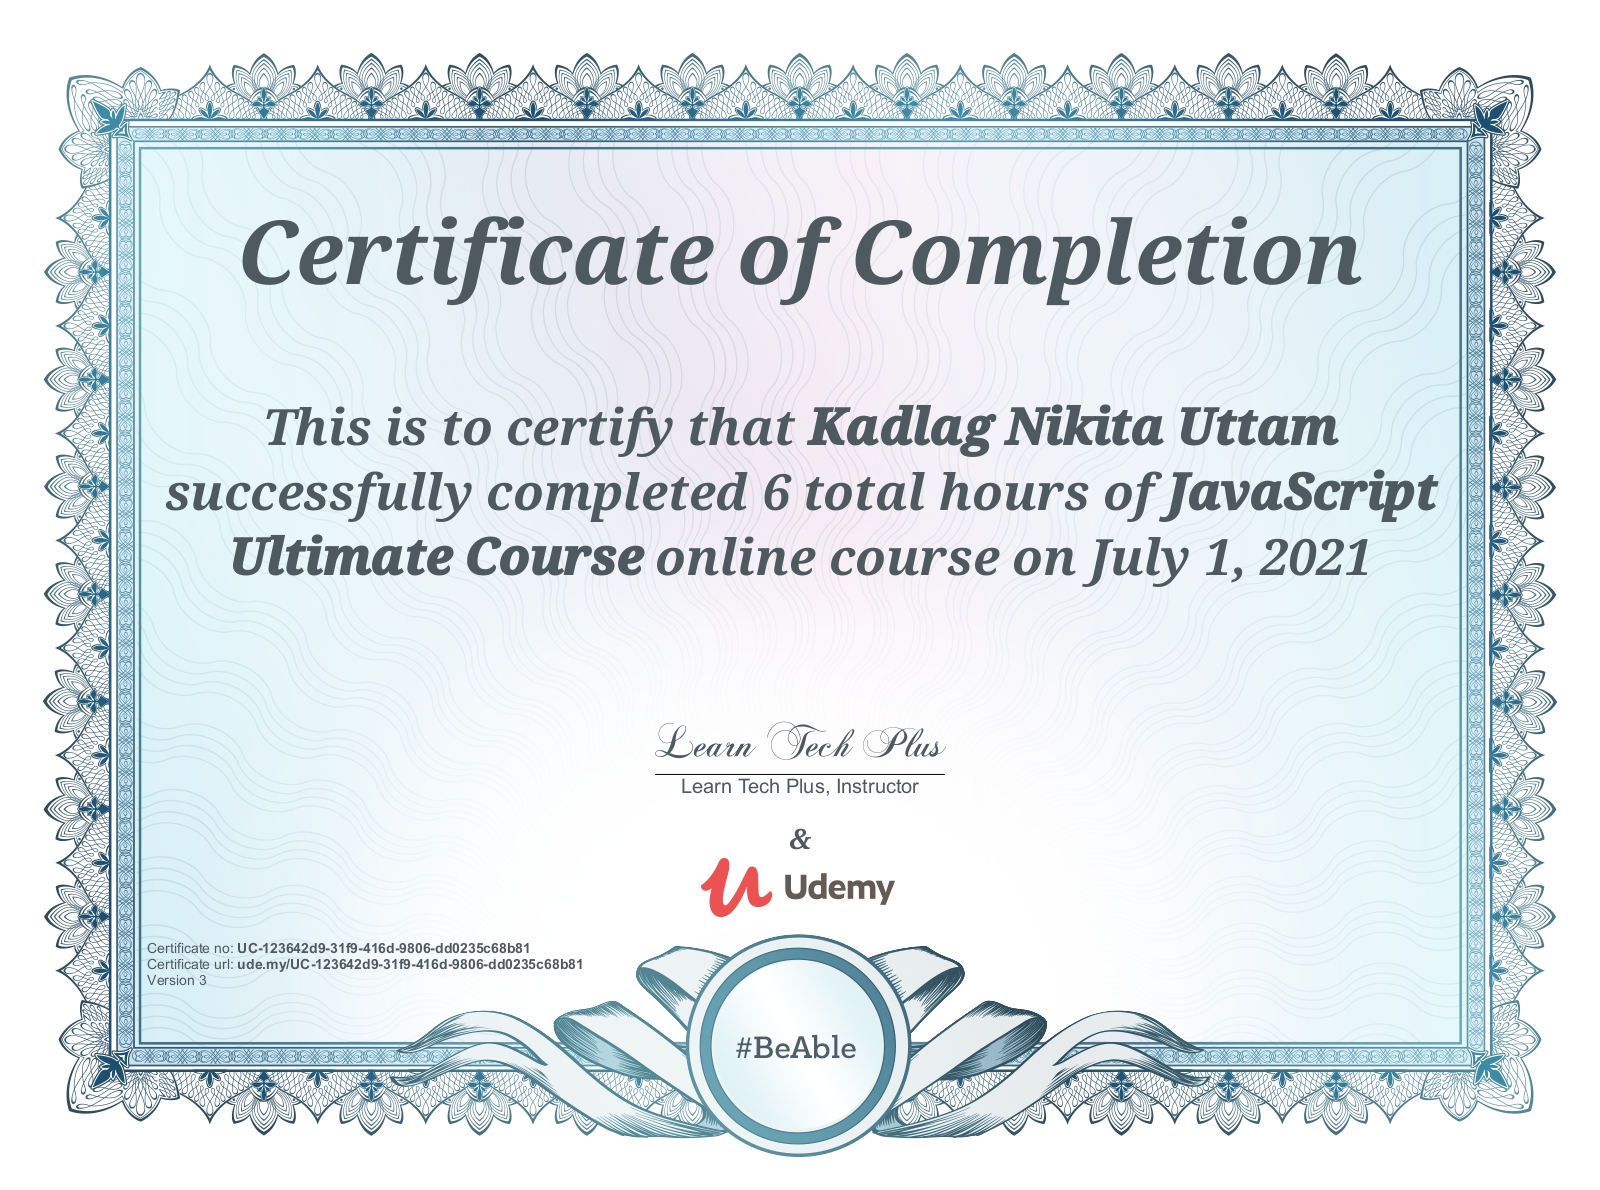 Certificate of Completion
This is to certify that Kadlag Nikita Uttam
successfully completed 6 total hours of JavaScript
Ultimate Course online course on July 1, 2021
Learn Tech Plus
Learn Tech Plus, Instructor
&
Udemy
Certificate no: UC-123642d9-31f9-416d-9806-dd0235c68b81
Certificate url: ude.my/UC-123642d9-31f9-416d-9806-dd0235c68b81
Version 3
#BeAble